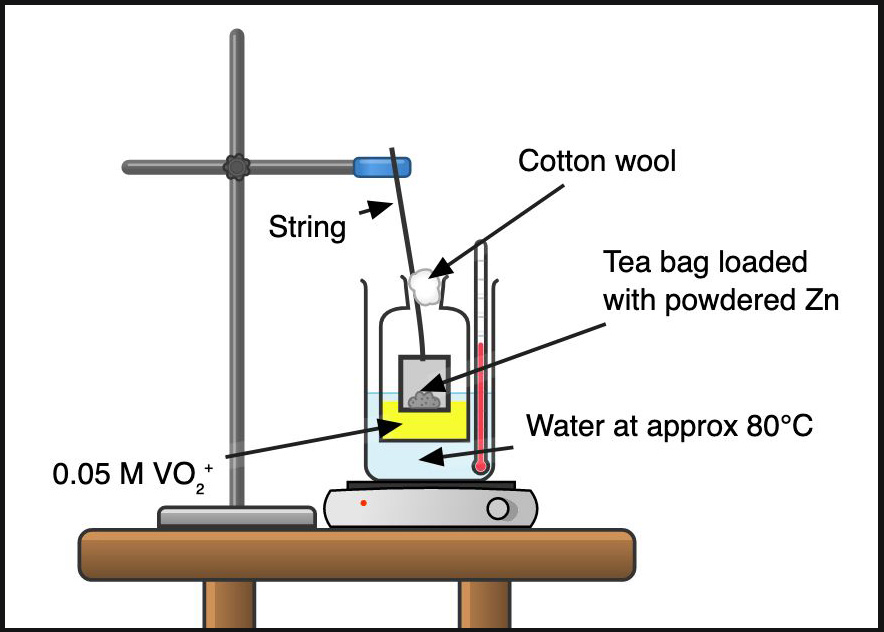 Cotton wool
String
Tea bag loaded
with powdered Zn
Water at approx 80°C
0.05 M VO₂⁺